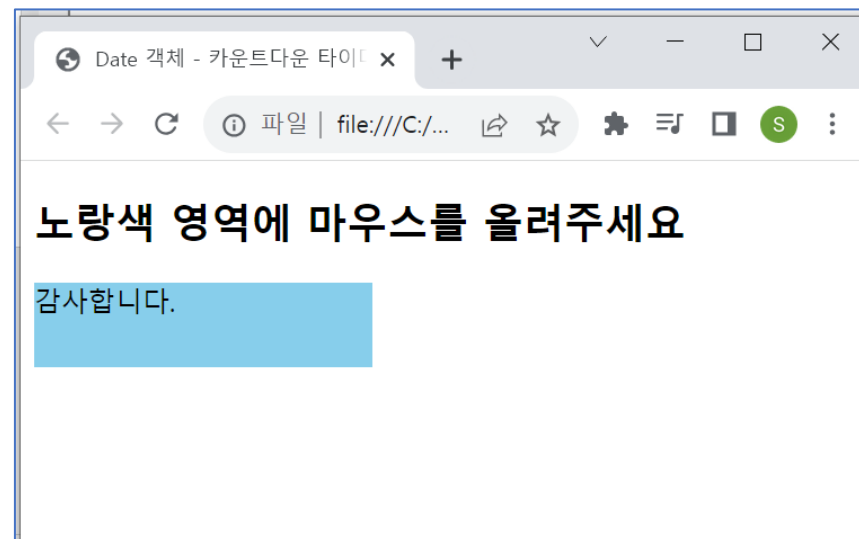 Date 객체 - 카운트다운 타이
파일 | file:///C:/...
S
노랑색 영역에 마우스를 올려주세요
감사합니다.